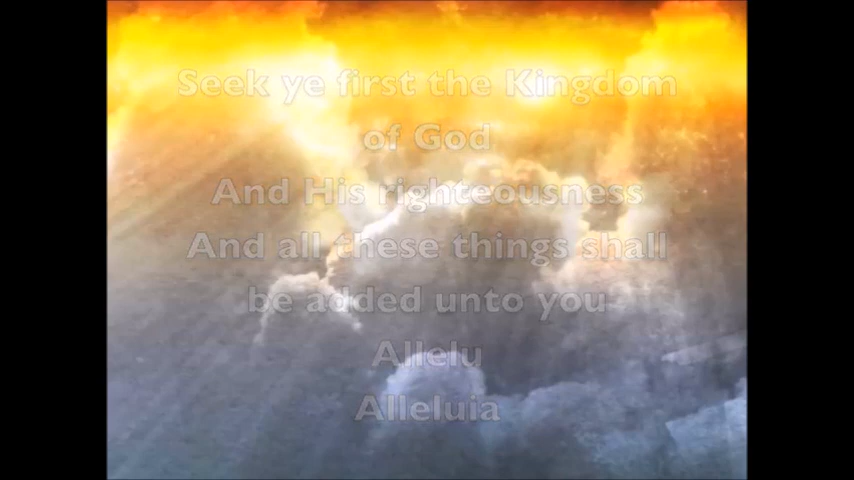 Seek ye first the Kingdom
of God
And His righteousness
And all these things shall
be added unto you
Allelu
Alleluia